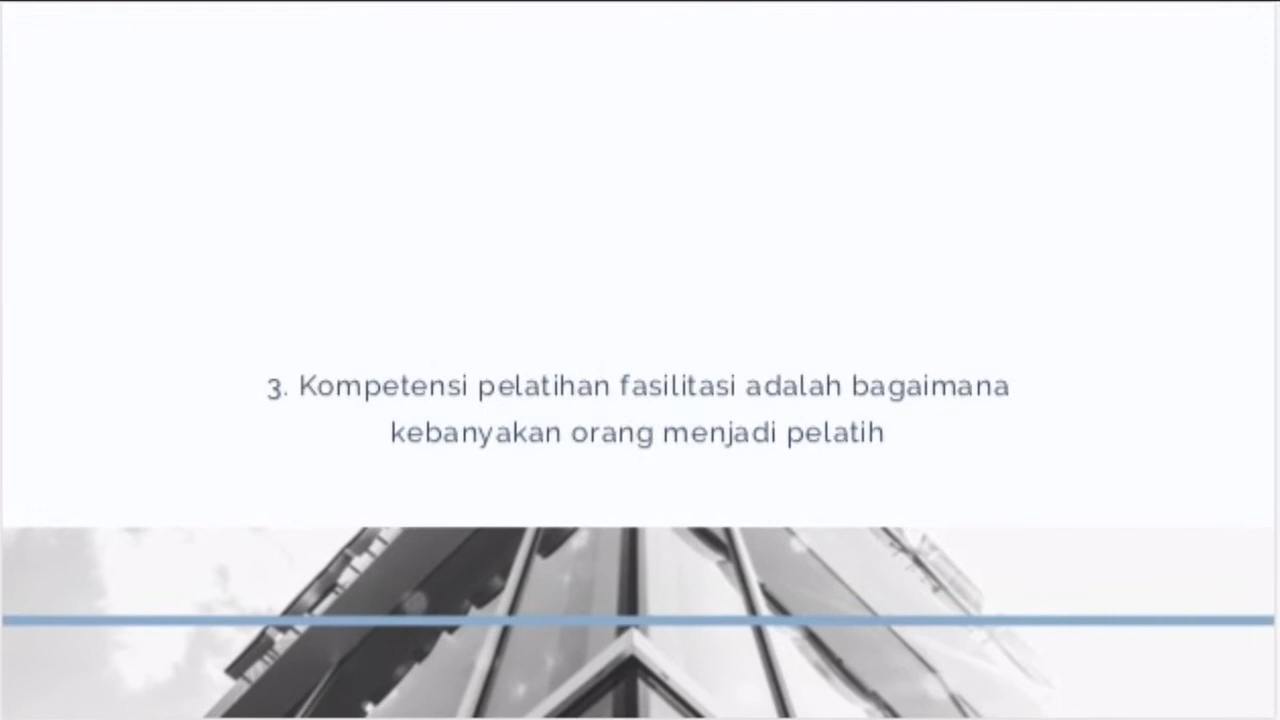 3. Kompetensi pelatihan fasilitasi adalah bagaimana
kebanyakan orang menjadi pelatih